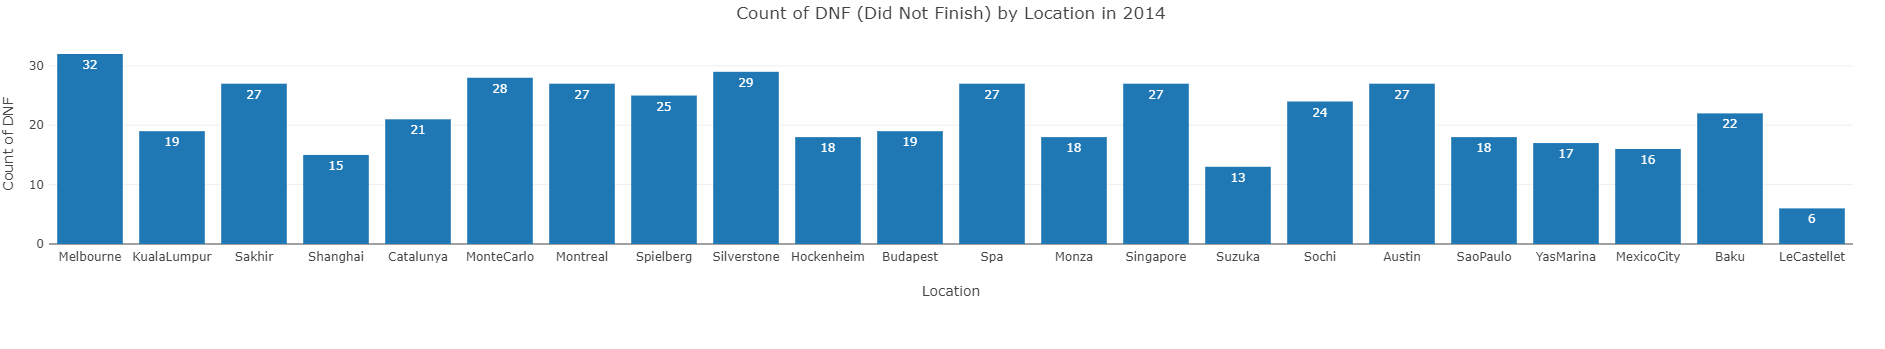 Count of DNF (Did Not Finish) by Location in 2014
Count of DNF
30
20
10
0
32 19 27 15 21 28 27 25 29 18 19 27 18 27 13 24 27 18 17 16 22 6
Melbourne KualaLumpur Sakhir Shanghai Catalunya MonteCarlo Montreal Spielberg Silverstone Hockenheim Budapest Spa Monza Singapore Suzuka Sochi Austin SaoPaulo YasMarina MexicoCity Baku LeCastellet
Location